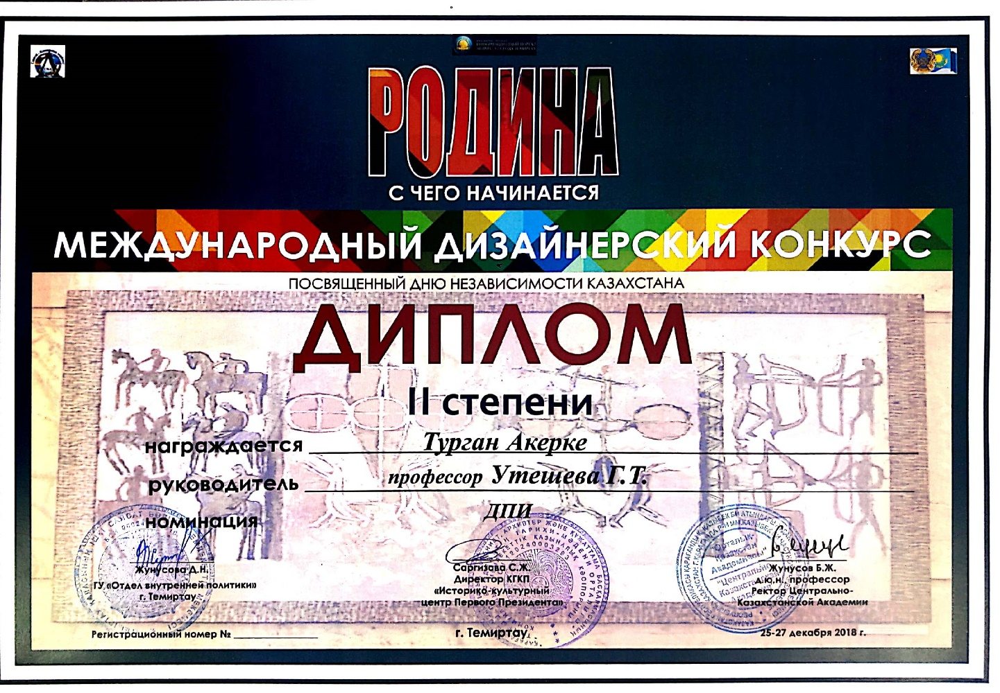 РОДИНА
С ЧЕГО НАЧИНАЕТСЯ
МЕЖДУНАРОДНЫЙ ДИЗАЙНЕРСКИЙ КОНКУРС
ПОСВЯЩЕННЫЙ ДНЮ НЕЗАВИСИМОСТИ КАЗАХСТАНА
ДИПЛОМ
II степени
награждается Турган Акерке
руководитель профессор Утешева Г.Т.
номинация ДПИ
Жунусова Д.Н.
ГУ «Отдел внутренней политики»
г. Темиртау
Саргизова С.Ж.
Директор КГКП
«Историко-культурный
центр Первого Президента»
Жунусов Б.Ж.
д.ю.н., профессор
Ректор Центрально-
Казахстанской Академии
Регистрационный номер № 
г. Темиртау
25-27 декабря 2018 г.